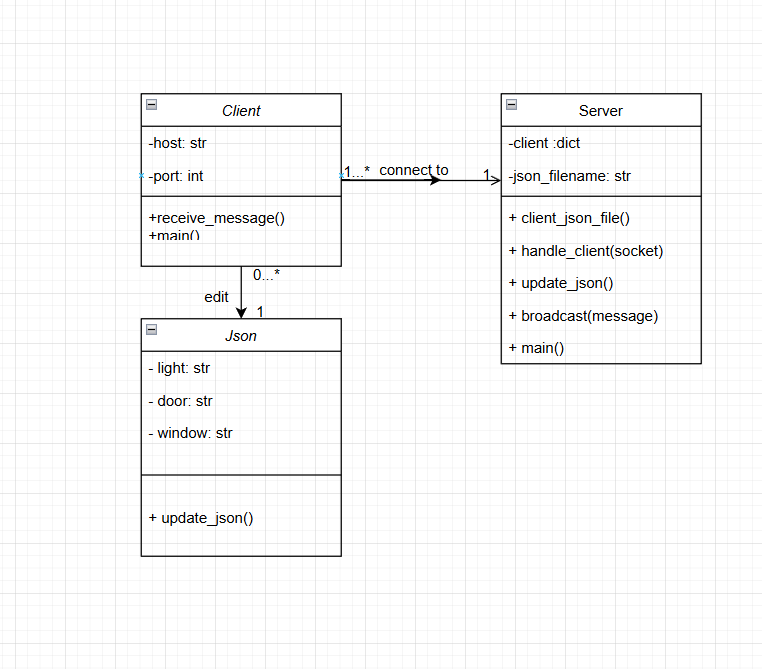 Client
-host: str
-port: int
+receive_message()
+main()
1...* connect to 1
Server
-client :dict
-json_filename: str
+ client_json_file()
+ handle_client(socket)
+ update_json()
+ broadcast(message)
+ main()
0...*
edit
1
Json
- light: str
- door: str
- window: str
+ update_json()